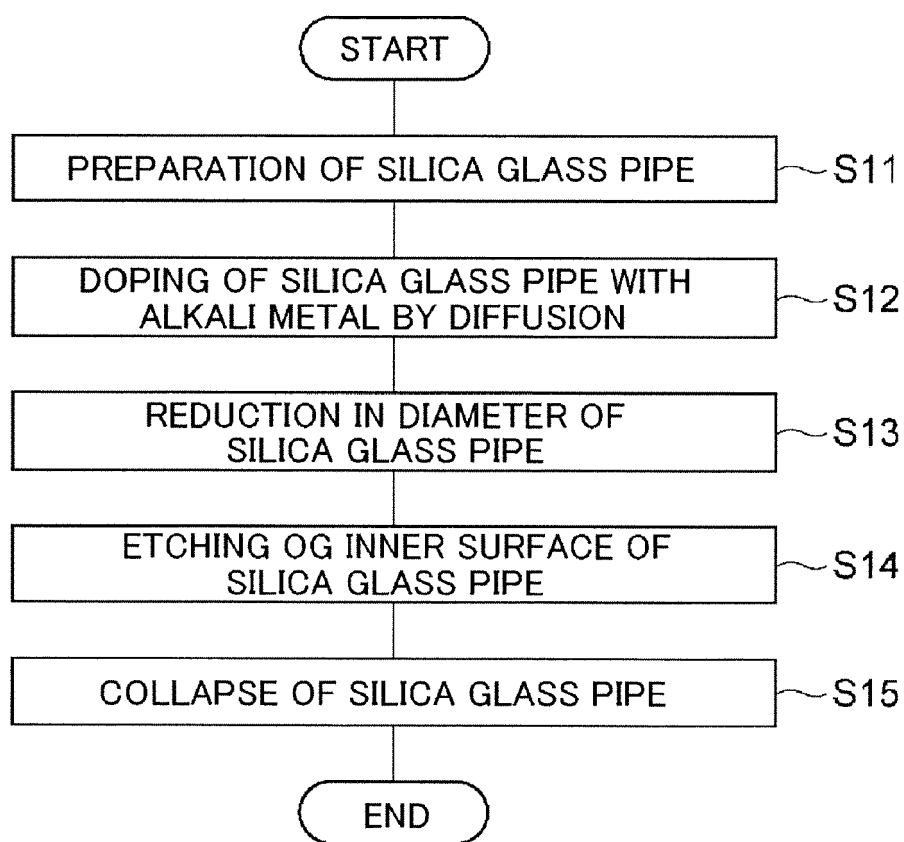 START
PREPARATION OF SILICA GLASS PIPE
S11
DOPING OF SILICA GLASS PIPE WITH
ALKALI METAL BY DIFFUSION
S12
REDUCTION IN DIAMETER OF
SILICA GLASS PIPE
S13
ETCHING OG INNER SURFACE OF
SILICA GLASS PIPE
S14
COLLAPSE OF SILICA GLASS PIPE
S15
END